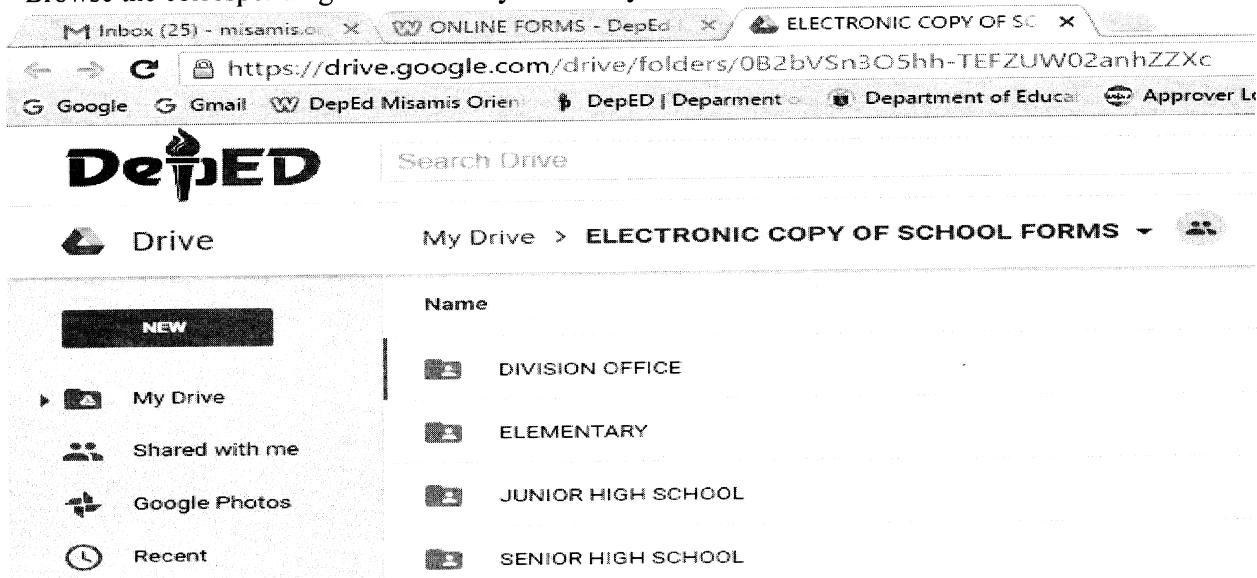 Inbox (25) - misamis.o
ONLINE FORMS - DepEd
ELECTRONIC COPY OF SC
https://drive.google.com/drive/folders/0B2bVSn3O5hh-TEFZUW02anhZZXc
Google Gmail DepEd Misamis Orien DepED | Deparment o Department of Educa Approver Lo
DepED
Search Drive
Drive
My Drive > ELECTRONIC COPY OF SCHOOL FORMS
Name
NEW
DIVISION OFFICE
My Drive
ELEMENTARY
Shared with me
JUNIOR HIGH SCHOOL
Google Photos
SENIOR HIGH SCHOOL
Recent